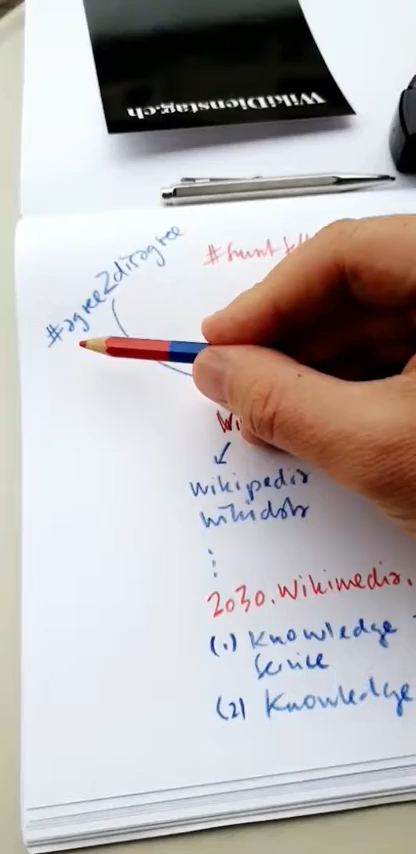 WikiDienstag.ch
#agree2disagree
wikipedia
wikidata
2030.Wikimedia.
(1) Knowledge
Service
(2) Knowledge